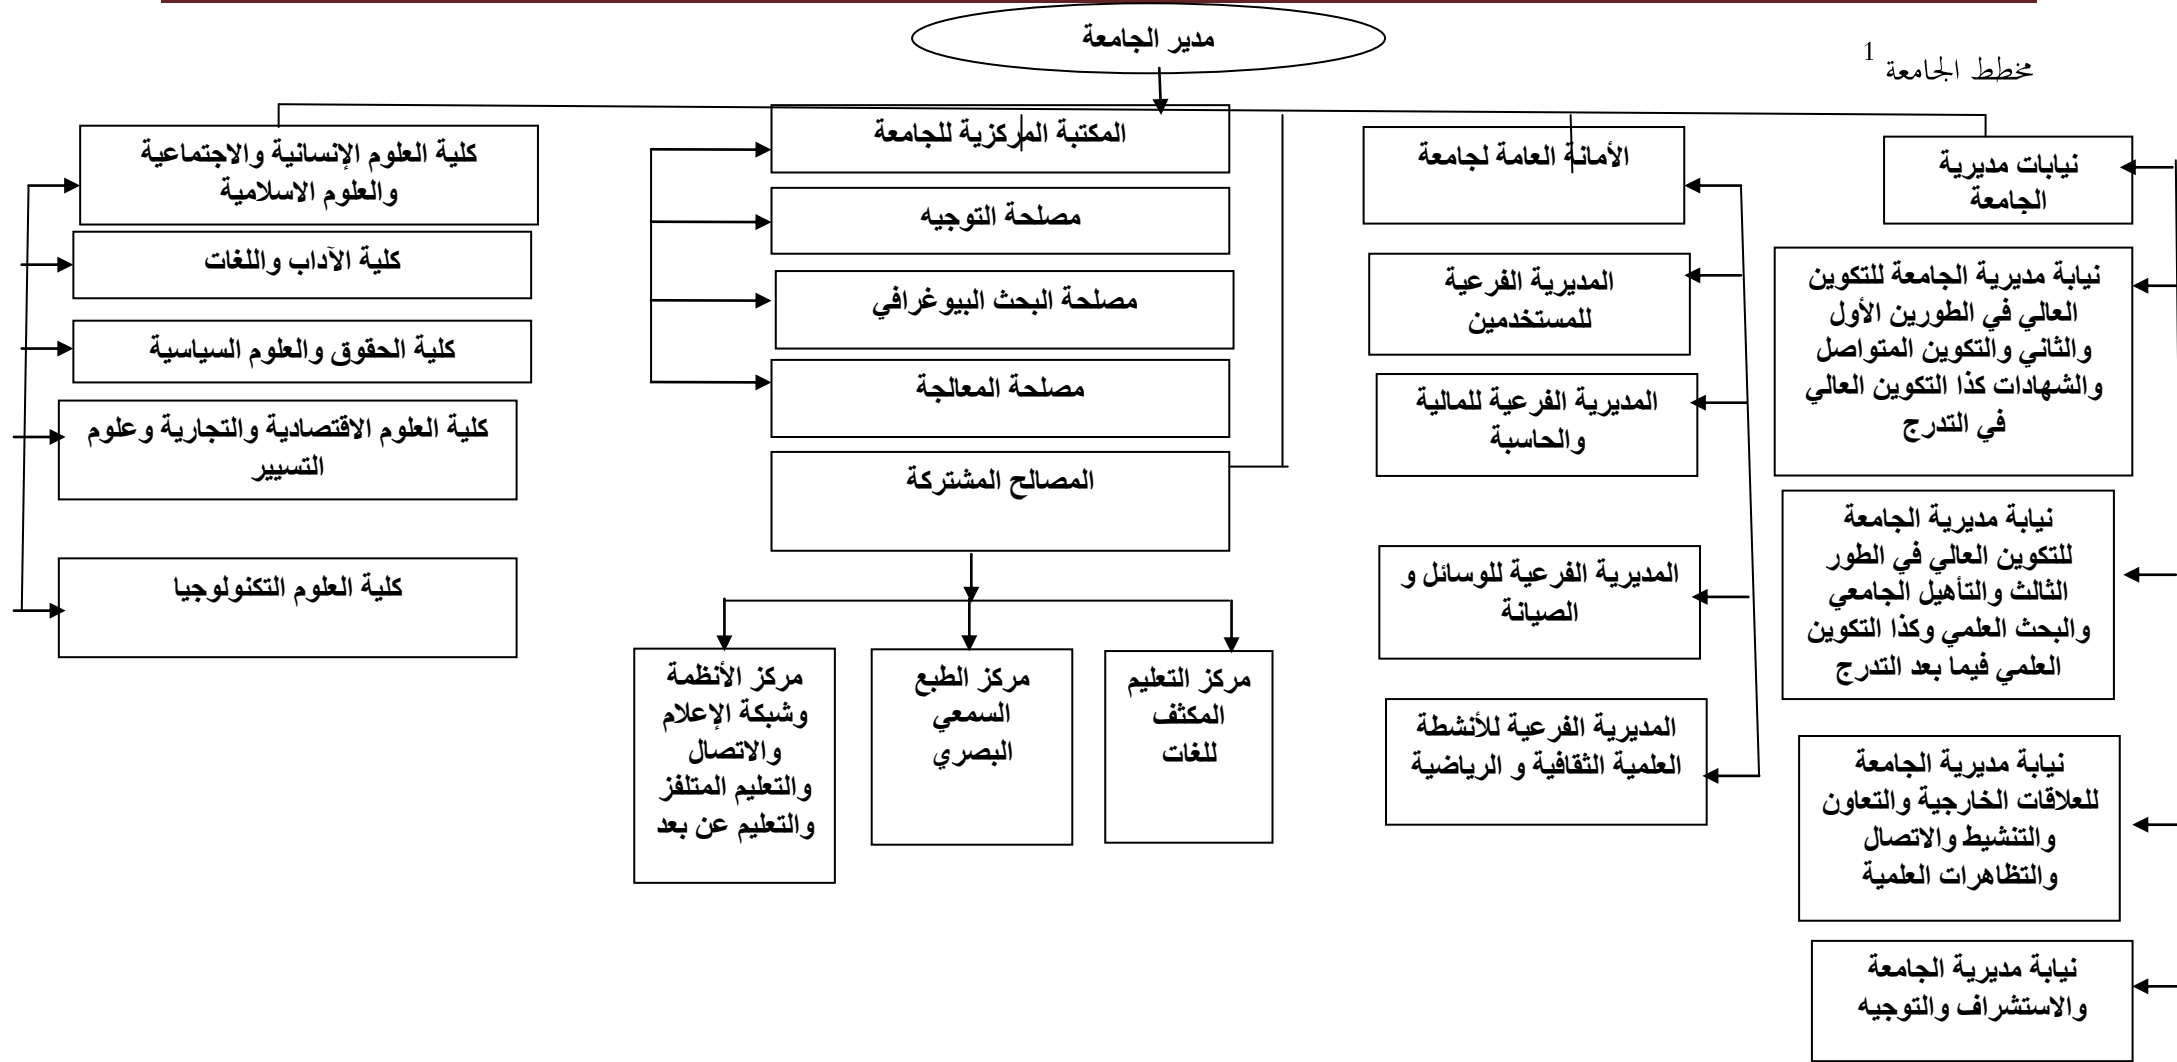 مدير الجامعة
مخطط الجامعة 1
نيابات مديرية
الجامعة
نيابة مديرية الجامعة للتكوين
العالي في الطورين الأول
والثاني والتكوين المتواصل
والشهادات كذا التكوين العالي
في التدرج
نيابة مديرية الجامعة
للتكوين العالي في الطور
الثالث والتأهيل الجامعي
والبحث العلمي وكذا التكوين
العلمي فيما بعد التدرج
نيابة مديرية الجامعة
للعلاقات الخارجية والتعاون
والتنشيط والاتصال
والتظاهرات العلمية
نيابة مديرية الجامعة
والاستشراف والتوجيه
الأمانة العامة لجامعة
المديرية الفرعية
للمستخدمين
المديرية الفرعية للمالية
والحاسبة
المديرية الفرعية للوسائل و
الصيانة
المديرية الفرعية للأنشطة
العلمية الثقافية و الرياضية
المكتبة المركزية للجامعة
مصلحة التوجيه
مصلحة البحث البيوغرافي
مصلحة المعالجة
المصالح المشتركة
مركز التعليم
المكثف
للغات
مركز الطبع
السمعي
البصري
مركز الأنظمة
وشبكة الإعلام
والاتصال
والتعليم المتلفز
والتعليم عن بعد
كلية العلوم الإنسانية والاجتماعية
والعلوم الاسلامية
كلية الآداب واللغات
كلية الحقوق والعلوم السياسية
كلية العلوم الاقتصادية والتجارية وعلوم
التسيير
كلية العلوم التكنولوجيا